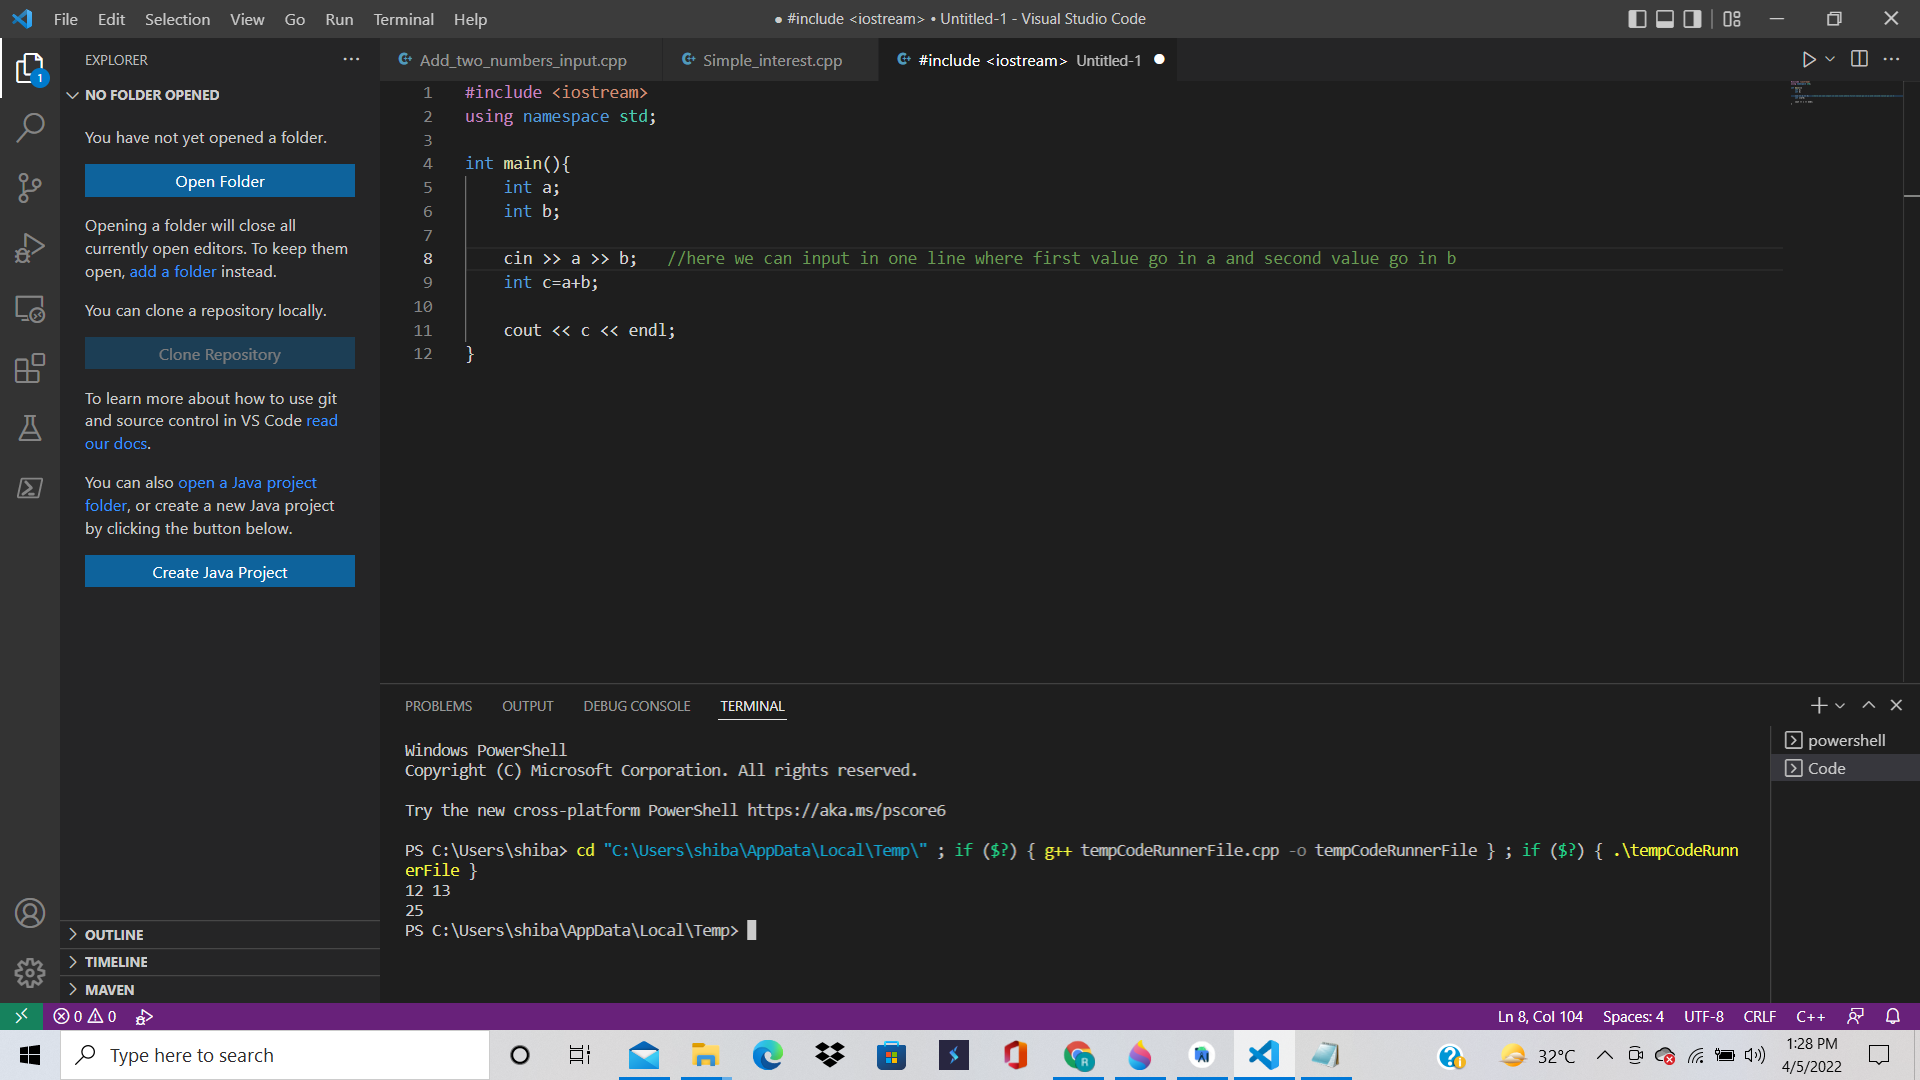 File Edit Selection View Go Run Terminal Help
● #include <iostream> • Untitled-1 - Visual Studio Code
EXPLORER
1
NO FOLDER OPENED
You have not yet opened a folder.
Open Folder
Opening a folder will close all
currently open editors. To keep them
open, add a folder instead.
You can clone a repository locally.
Clone Repository
To learn more about how to use git
and source control in VS Code read
our docs.
You can also open a Java project
folder, or create a new Java project
by clicking the button below.
Create Java Project
OUTLINE
TIMELINE
MAVEN
Add_two_numbers_input.cpp
Simple_interest.cpp
#include <iostream> Untitled-1
1 #include <iostream>
2 using namespace std;
3
4 int main(){
5 int a;
6 int b;
7
8 cin >> a >> b; //here we can input in one line where first value go in a and second value go in b
9 int c=a+b;
10
11 cout << c << endl;
12 }
PROBLEMS OUTPUT DEBUG CONSOLE TERMINAL
Windows PowerShell
Copyright (C) Microsoft Corporation. All rights reserved.
Try the new cross-platform PowerShell https://aka.ms/pscore6
PS C:\Users\shiba> cd "C:\Users\shiba\AppData\Local\Temp\" ; if ($?) { g++ tempCodeRunnerFile.cpp -o tempCodeRunnerFile } ; if ($?) { .\tempCodeRunn
erFile }
12 13
25
PS C:\Users\shiba\AppData\Local\Temp>
powershell
Code
0 0
Ln 8, Col 104 Spaces: 4 UTF-8 CRLF C++
Type here to search
32°C
1:28 PM
4/5/2022